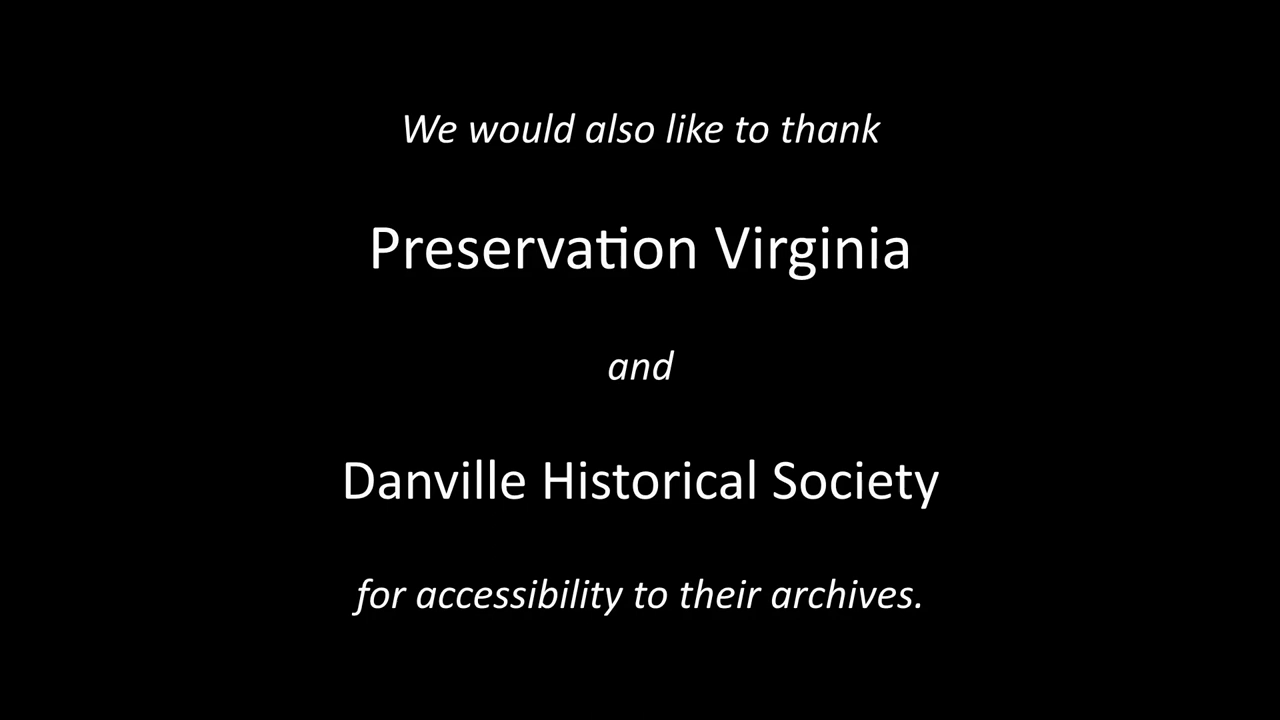 We would also like to thank
Preservation Virginia
and
Danville Historical Society
for accessibility to their archives.